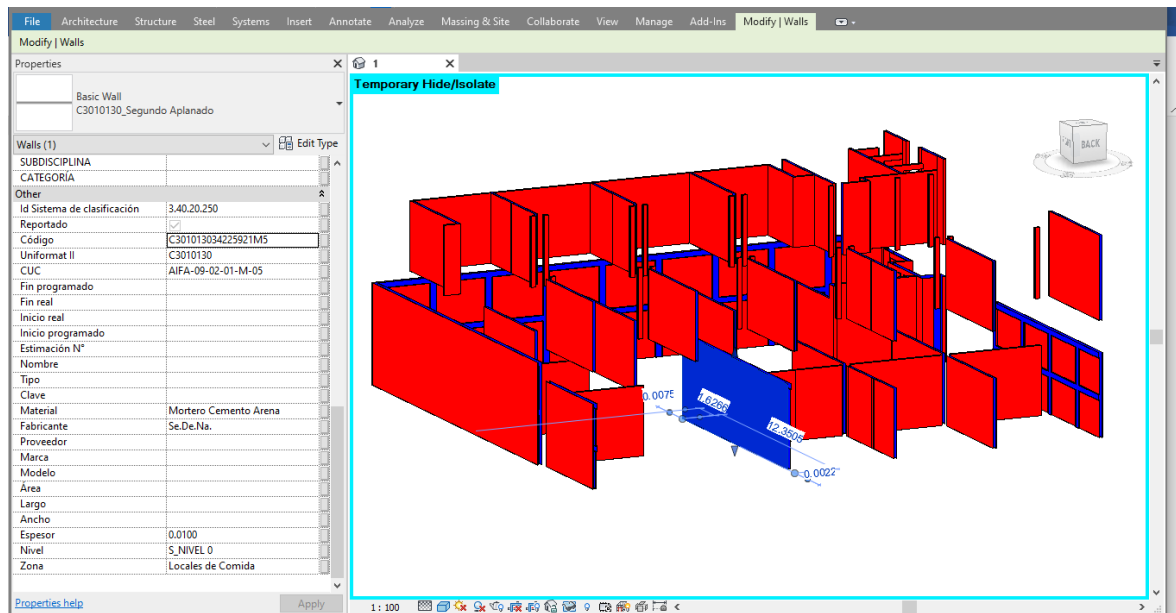 File Architecture Structure Steel Systems Insert Annotate Analyze Massing & Site Collaborate View Manage Add-Ins Modify | Walls
Modify | Walls
Properties
1
Basic Wall
C3010130_Segundo Aplanado
Walls (1) Edit Type
SUBDISCIPLINA
CATEGORÍA
Other
Id Sistema de clasificación 3.40.20.250
Reportado
Código C301013034225921M5
Uniformat II C3010130
CUC AIFA-09-02-01-M-05
Fin programado
Fin real
Inicio real
Inicio programado
Estimación N°
Nombre
Tipo
Clave
Material Mortero Cemento Arena
Fabricante Se.De.Na.
Proveedor
Marca
Modelo
Área
Largo
Ancho
Espesor 0.0100
Nivel S_NIVEL 0
Zona Locales de Comida
Properties help Apply
Temporary Hide/Isolate
BACK
0.0075
1.6266
12.3505
0.0022
1 : 100